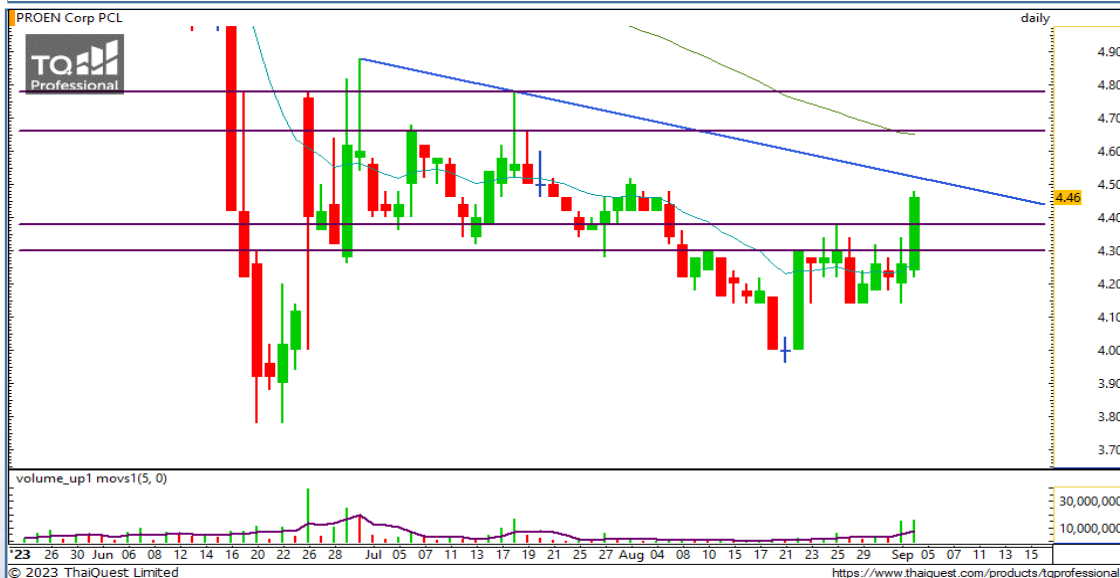 PROEN Corp PCL
daily
TQ
Professional
4.90
4.80
4.70
4.60
4.50
4.46
4.40
4.30
4.20
4.10
4.00
3.90
3.80
3.70
volume_up1 movs1(5, 0)
30,000,000
10,000,000
'23 26 30 Jun 06 08 12 14 16 20 22 26 28 Jul 05 07 11 13 17 19 21 25 27 Aug 04 08 10 15 17 21 23 25 29 Sep 05 07 11 13 15
© 2023 ThaiQuest Limited
https://www.thaiquest.com/products/tqprofessional